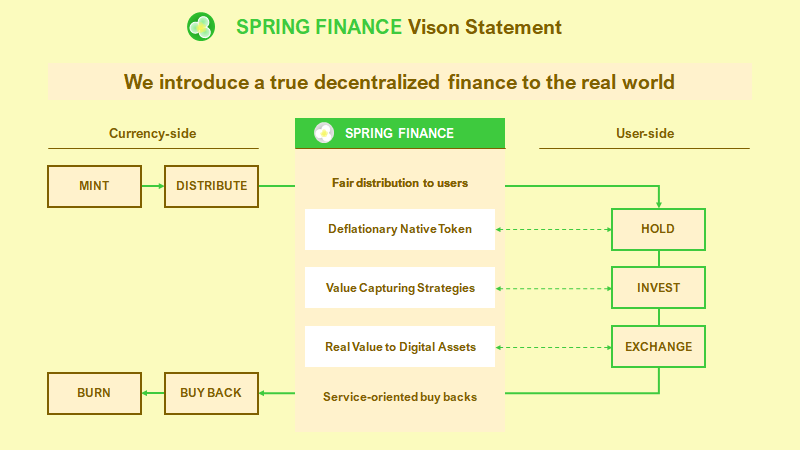 SPRING FINANCE Vison Statement
We introduce a true decentralized finance to the real world
Currency-side
SPRING FINANCE
User-side
MINT
DISTRIBUTE
Fair distribution to users
Deflationary Native Token
HOLD
Value Capturing Strategies
INVEST
Real Value to Digital Assets
EXCHANGE
BURN
BUY BACK
Service-oriented buy backs